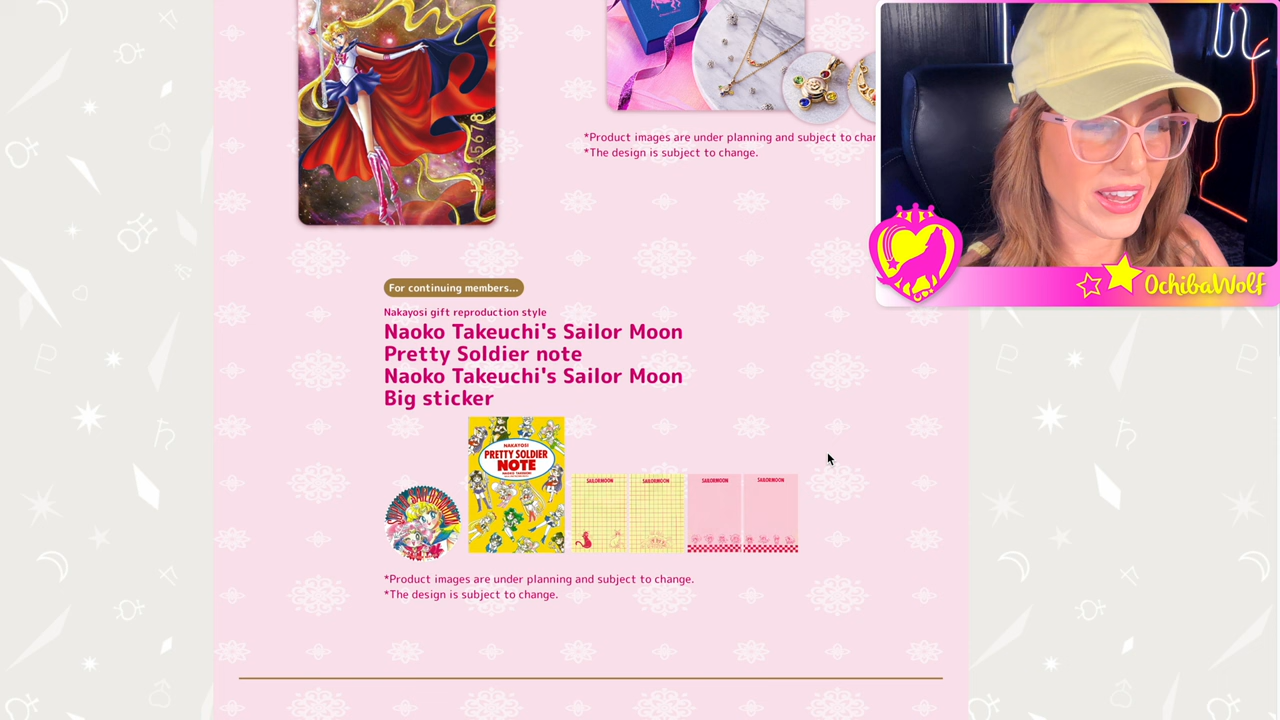 *Product images are under planning and subject to char
*The design is subject to change.
OchibaWolf
For continuing members...
Nakayosi gift reproduction style
Naoko Takeuchi's Sailor Moon
Pretty Soldier note
Naoko Takeuchi's Sailor Moon
Big sticker
NAKAYOSI
PRETTY SOLDIER
NOTE
SAILORMOON
SAILORMOON
SAILORMOON
SAILORMOON
*Product images are under planning and subject to change.
*The design is subject to change.